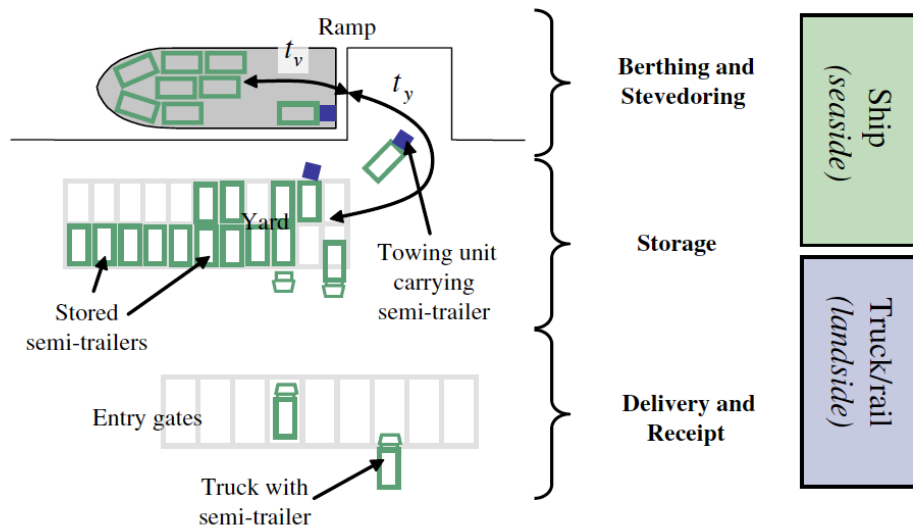 Ramp
t_v
t_y
Yard
Stored
semi-trailers
Towing unit
carrying
semi-trailer
Entry gates
Truck with
semi-trailer
Berthing and
Stevedoring
Storage
Delivery and
Receipt
Ship
(seaside)
Truck/rail
(landside)